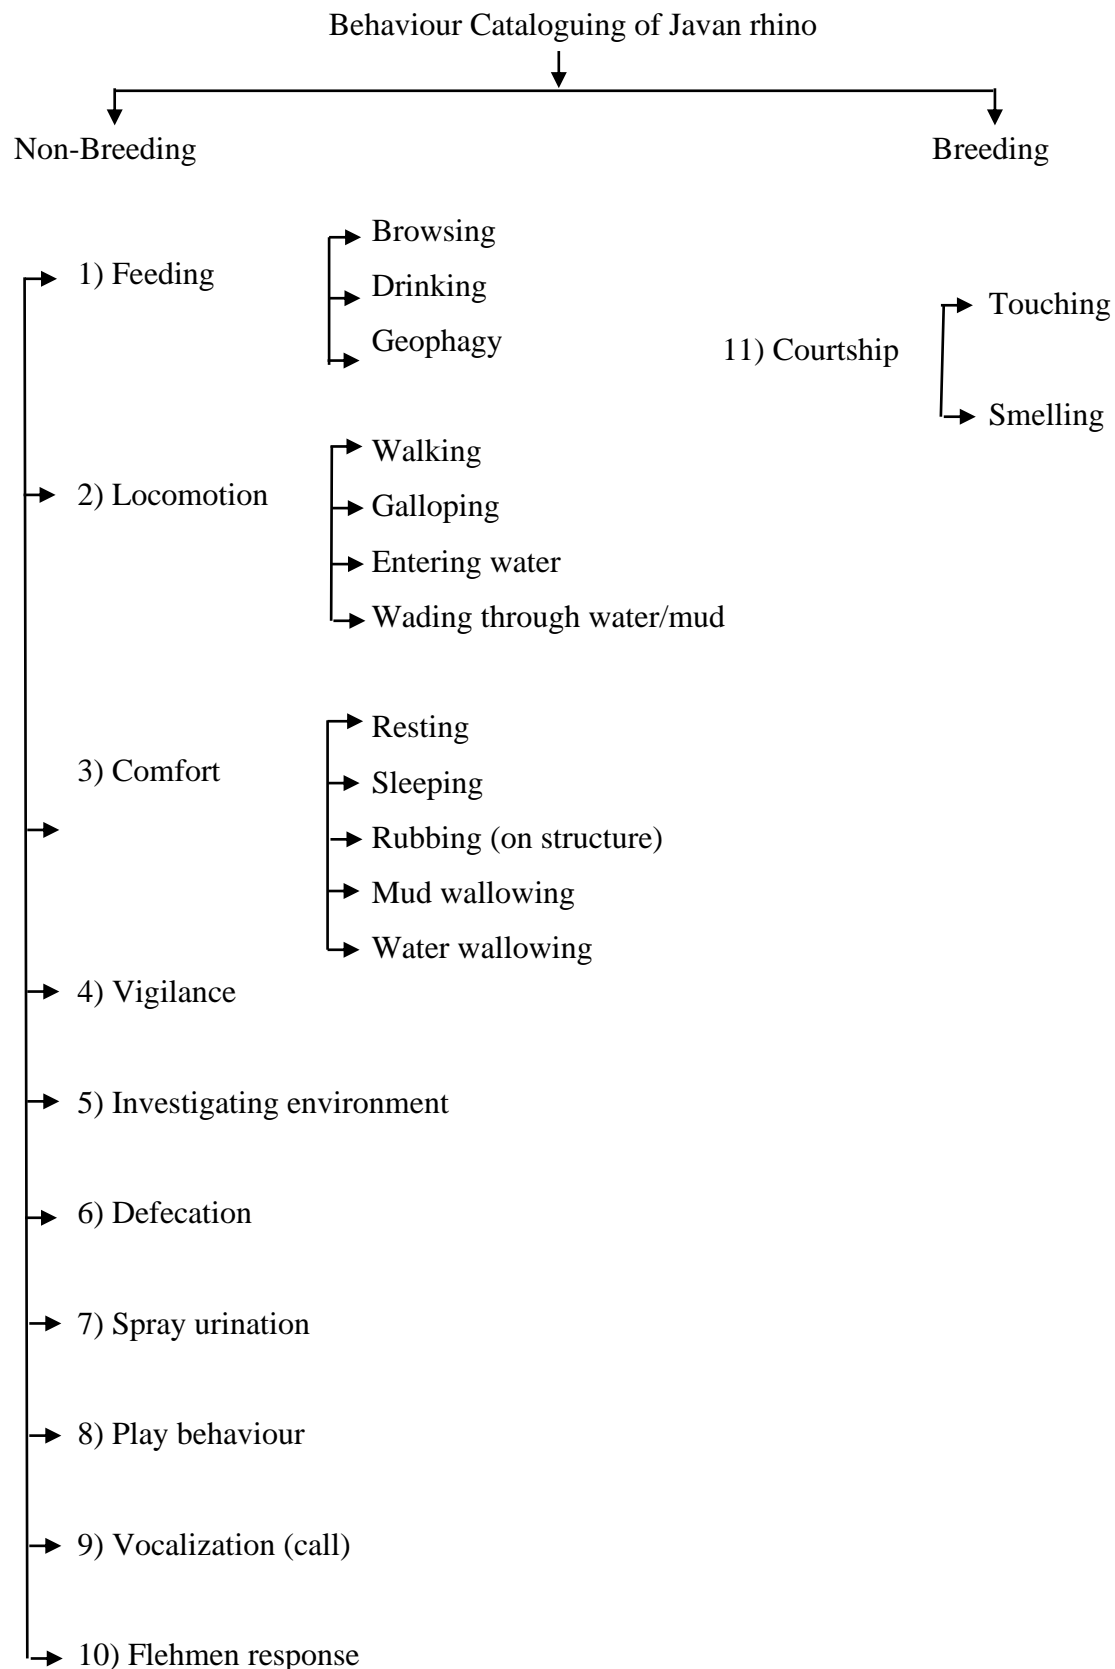 Behaviour Cataloguing of Javan rhino
Non-Breeding
Breeding
1) Feeding
Browsing
Drinking
Geophagy
11) Courtship
Touching
Smelling
2) Locomotion
Walking
Galloping
Entering water
Wading through water/mud
3) Comfort
Resting
Sleeping
Rubbing (on structure)
Mud wallowing
Water wallowing
4) Vigilance
5) Investigating environment
6) Defecation
7) Spray urination
8) Play behaviour
9) Vocalization (call)
10) Flehmen response